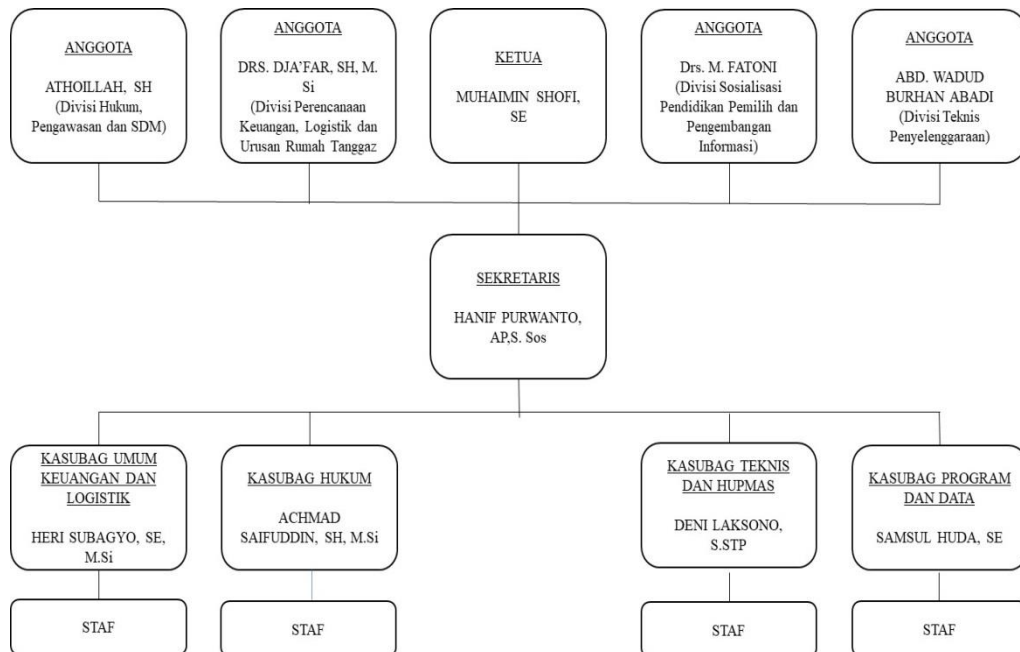 ANGGOTA
ATHOILLAH, SH
(Divisi Hukum,
Pengawasan dan SDM)
ANGGOTA
DRS. DJA’FAR, SH, M.
Si
(Divisi Perencanaan
Keuangan, Logistik dan
Urusan Rumah Tanggaz
KETUA
MUHAIMIN SHOFI,
SE
ANGGOTA
Drs. M. FATONI
(Divisi Sosialisasi
Pendidikan Pemilih dan
Pengembangan
Informasi)
ANGGOTA
ABD. WADUD
BURHAN ABADI
(Divisi Teknis
Penyelenggaraan)
SEKRETARIS
HANIF PURWANTO,
AP,S. Sos
KASUBAG UMUM
KEUANGAN DAN
LOGISTIK
HERI SUBAGYO, SE,
M.Si
KASUBAG HUKUM
ACHMAD
SAIFUDDIN, SH, M.Si
KASUBAG TEKNIS
DAN HUPMAS
DENI LAKSONO,
S.STP
KASUBAG PROGRAM
DAN DATA
SAMSUL HUDA, SE
STAF
STAF
STAF
STAF